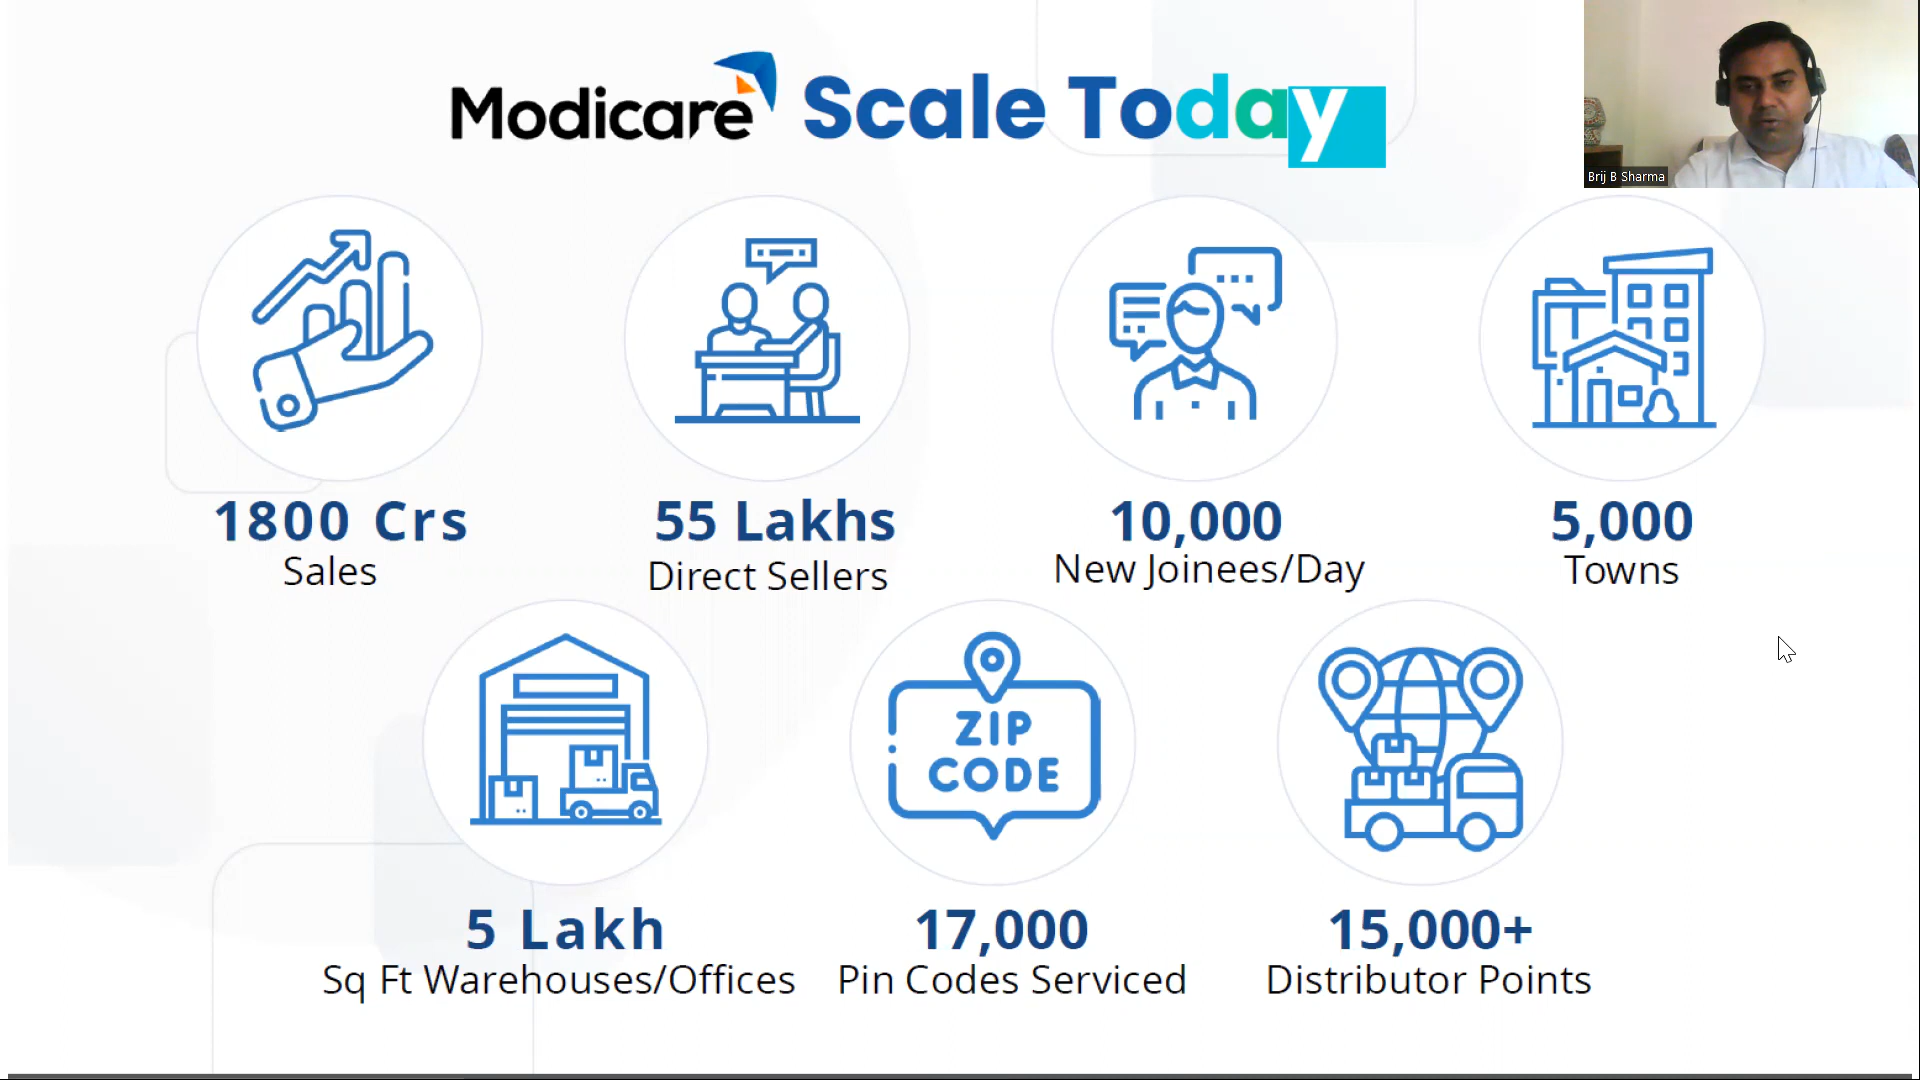 Modicare Scale Today
Brij B Sharma
1800 Crs
Sales
55 Lakhs
Direct Sellers
10,000
New Joinees/Day
5,000
Towns
ZIP
CODE
5 Lakh
Sq Ft Warehouses/Offices
17,000
Pin Codes Serviced
15,000+
Distributor Points